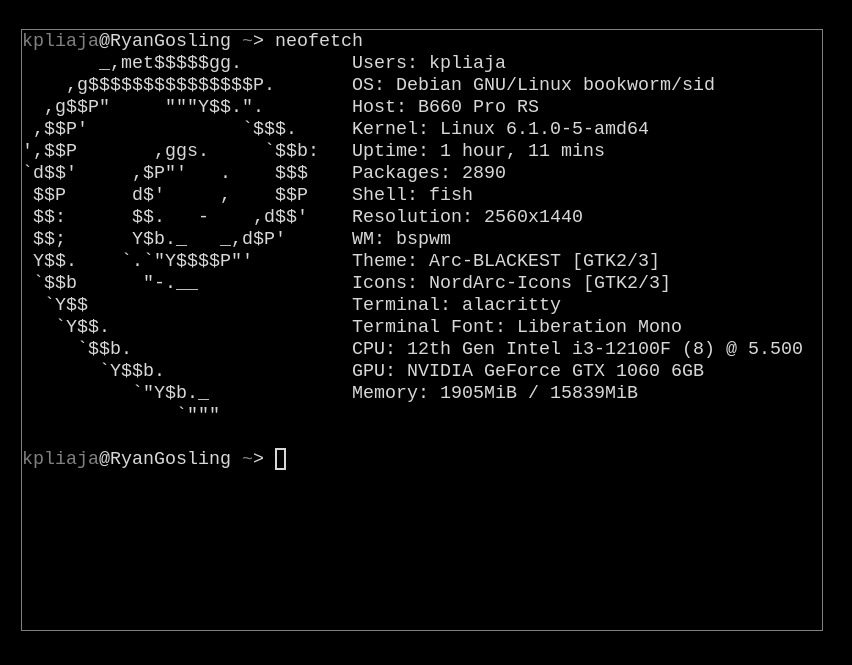 kpliaja@RyanGosling ~> neofetch
       _,met$$$$$gg.          Users: kpliaja
    ,g$$$$$$$$$$$$$$$P.       OS: Debian GNU/Linux bookworm/sid
  ,g$$P"     """Y$$.".        Host: B660 Pro RS
 ,$$P'              `$$$.     Kernel: Linux 6.1.0-5-amd64
',$$P       ,ggs.     `$$b:   Uptime: 1 hour, 11 mins
`d$$'     ,$P"'   .    $$$    Packages: 2890
 $$P      d$'     ,    $$P    Shell: fish
 $$:      $$.   -    ,d$$'    Resolution: 2560x1440
 $$;      Y$b._   _,d$P'      WM: bspwm
 Y$$.    `.`"Y$$$$P"'         Theme: Arc-BLACKEST [GTK2/3]
 `$$b      "-.__              Icons: NordArc-Icons [GTK2/3]
  `Y$$                        Terminal: alacritty
   `Y$$.                      Terminal Font: Liberation Mono
     `$$b.                    CPU: 12th Gen Intel i3-12100F (8) @ 5.500
       `Y$$b.                 GPU: NVIDIA GeForce GTX 1060 6GB
          `"Y$b._             Memory: 1905MiB / 15839MiB
              `"""
kpliaja@RyanGosling ~>